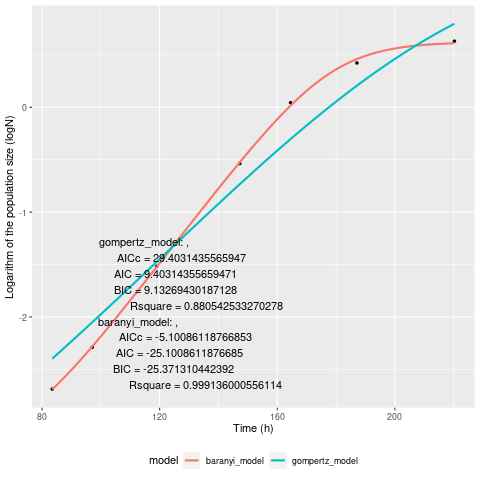 Logarithm of the population size (logN)
0
-1
-2
gompertz_model: ,
AICc = 29.4031435565947
AIC = 9.40314355659471
BIC = 9.13269430187128
Rsquare = 0.880542533270278
baranyi_model: ,
AICc = -5.10086118766853
AIC = -25.1008611876685
BIC = -25.371310442392
Rsquare = 0.999136000556114
80 120 160 200
Time (h)
model baranyi_model gompertz_model